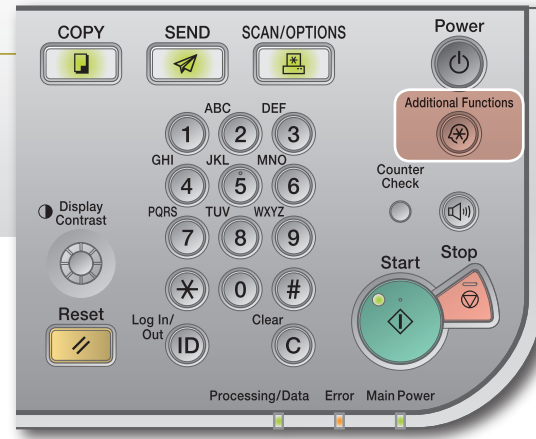 COPY
SEND
SCAN/OPTIONS
Power
Additional Functions
ABC
DEF
1
2
3
GHI
JKL
MNO
4
5
6
Counter
Check
Display
Contrast
PQRS
TUV
WXYZ
7
8
9
Start
Stop
0
#
Reset
Log In/
Out
ID
Clear
C
Processing/Data
Error
Main Power